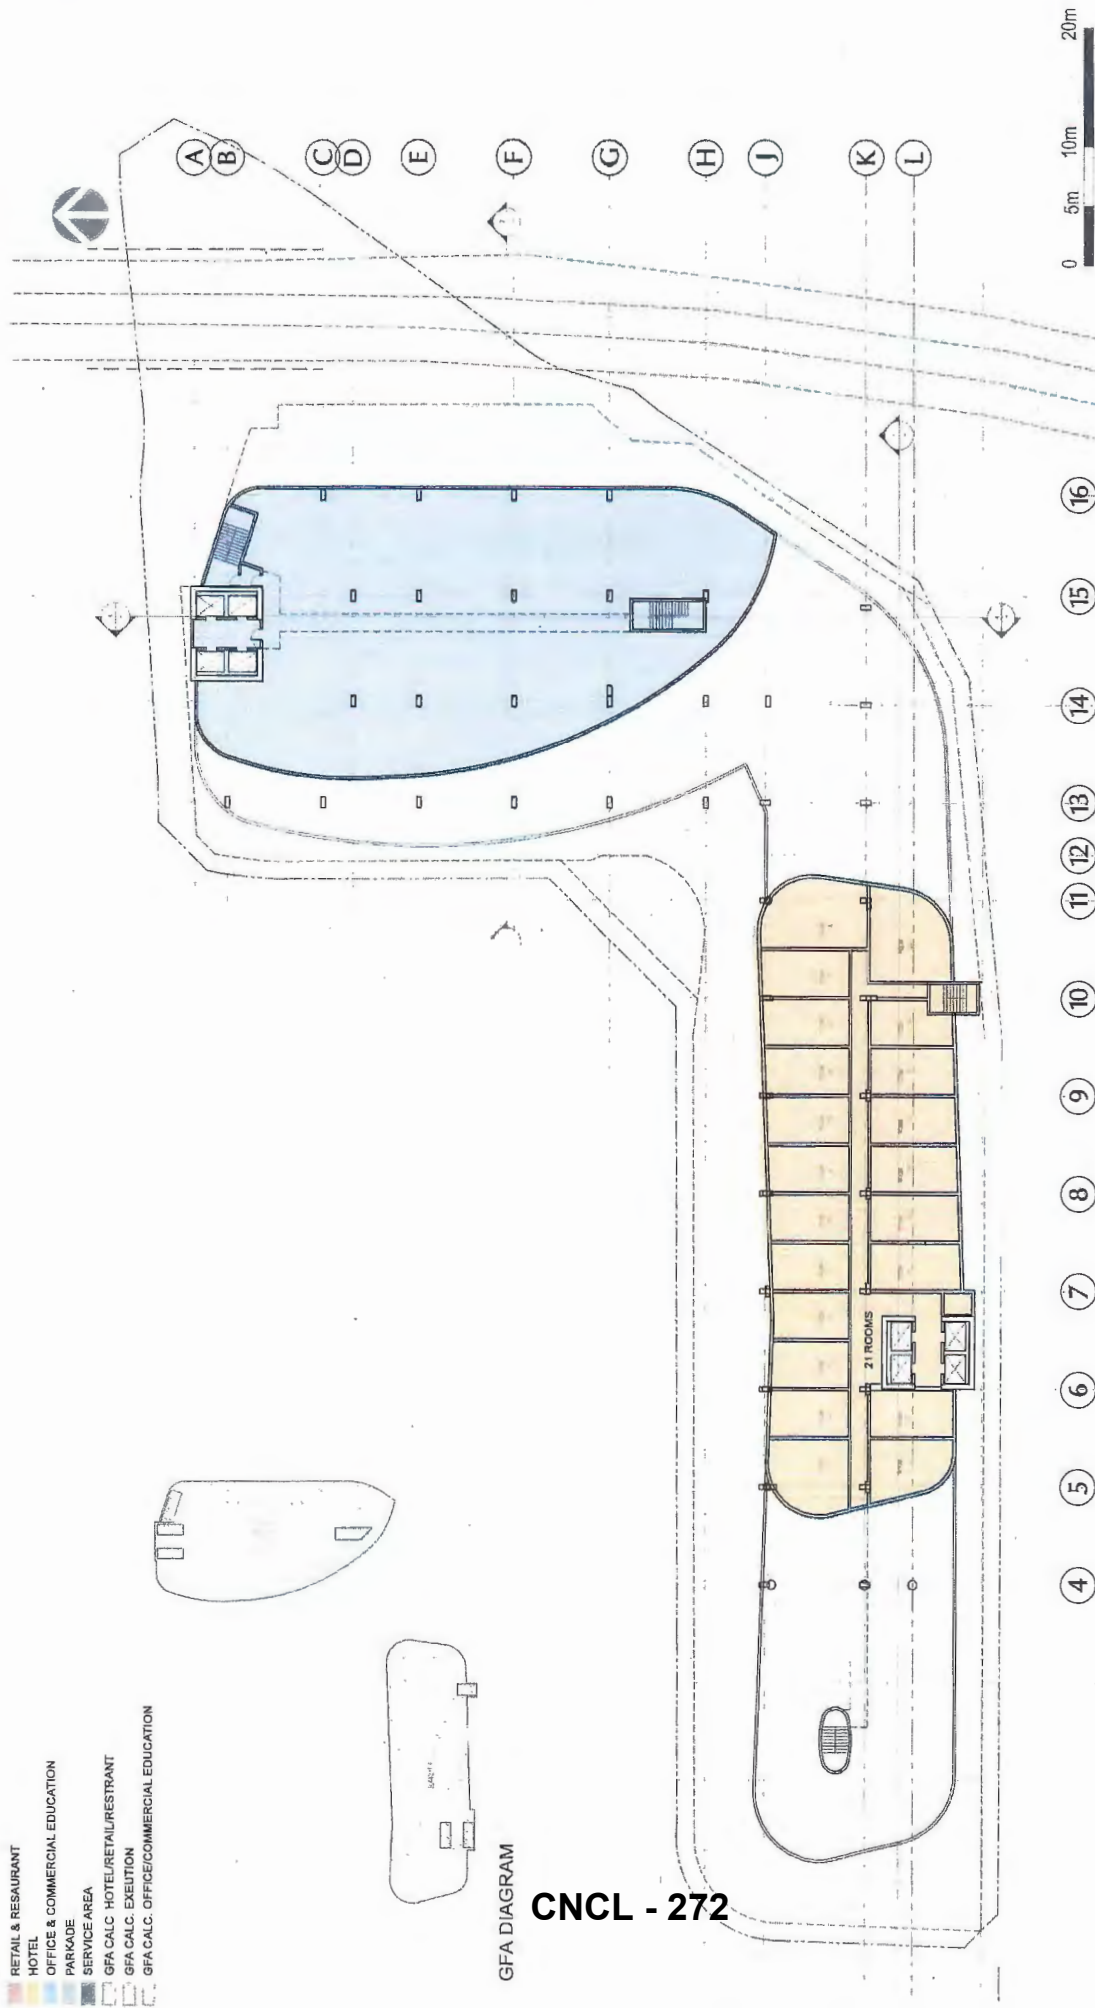 RETAIL & RESAURANT
HOTEL
OFFICE & COMMERCIAL EDUCATION
PARKADE
SERVICE AREA
GFA CALC HOTEL/RETAIL/RESTRANT
GFA CALC. EXEUTION
GFA CALC. OFFICE/COMMERCIAL EDUCATION
GFA DIAGRAM
21 ROOMS
A
B
C
D
E
F
G
H
J
K
L
4
5
6
7
8
9
10
11
12
13
14
15
16
0 5m 10m 20m
CNCL - 272